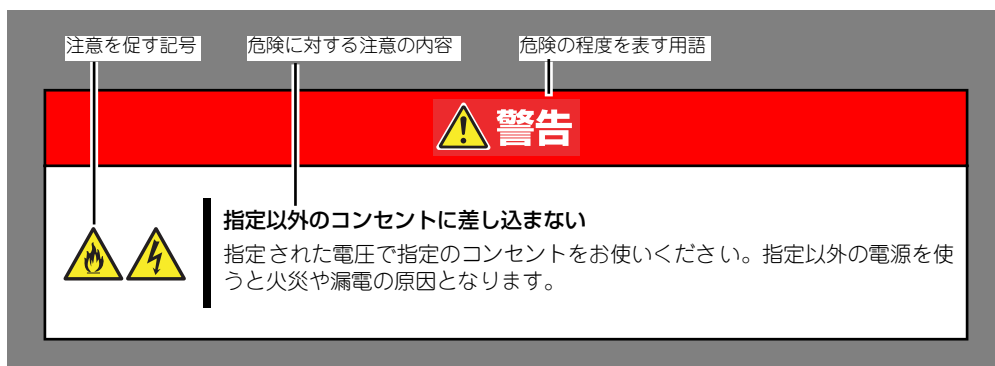 注意を促す記号
危険に対する注意の内容
危険の程度を表す用語
警告
指定以外のコンセントに差し込まない
指定された電圧で指定のコンセントをお使いください。指定以外の電源を使
うと火災や漏電の原因となります。